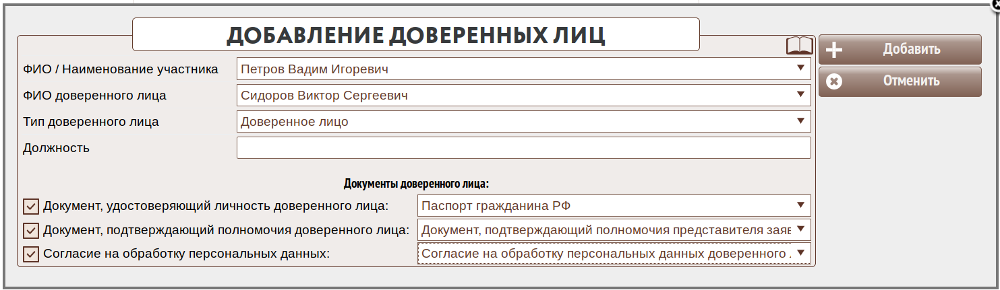 ДОБАВЛЕНИЕ ДОВЕРЕННЫХ ЛИЦ
Добавить
ФИО / Наименование участника Петров Вадим Игоревич
Отменить
ФИО доверенного лица Сидоров Виктор Сергеевич
Тип доверенного лица Доверенное лицо
Должность
Документы доверенного лица:
Документ, удостоверяющий личность доверенного лица: Паспорт гражданина РФ
Документ, подтверждающий полномочия доверенного лица: Документ, подтверждающий полномочия представителя заяв
Согласие на обработку персональных данных: Согласие на обработку персональных данных доверенного